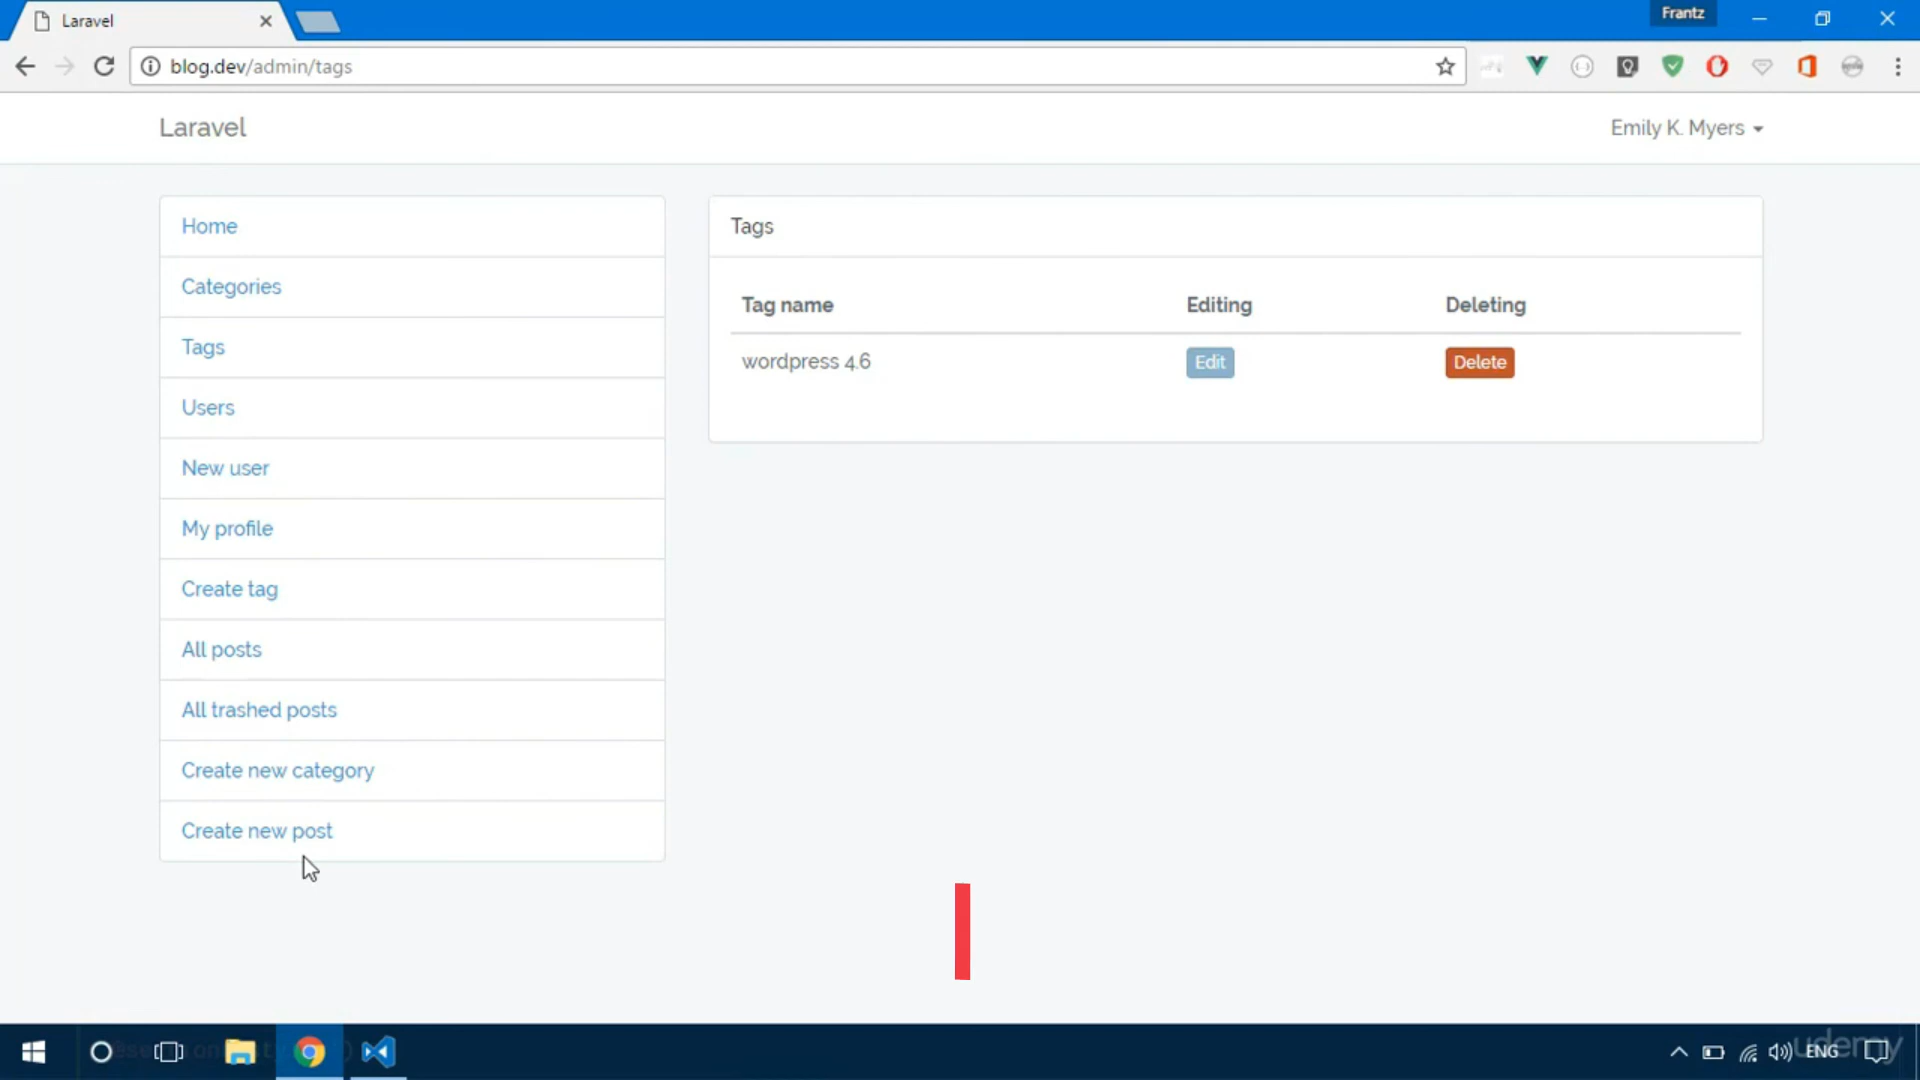 Laravel
Frantz
blog.dev/admin/tags
Laravel
Emily K. Myers
Home
Categories
Tags
Users
New user
My profile
Create tag
All posts
All trashed posts
Create new category
Create new post
Tags
Tag name Editing Deleting
wordpress 4.6 Edit Delete
ENG
udemy